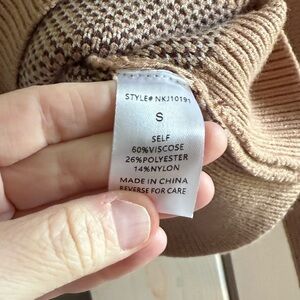 STYLE# NKJ10191
S
SELF
60%VISCOSE
26%POLYESTER
14%NYLON
MADE IN CHINA
REVERSE FOR CARE